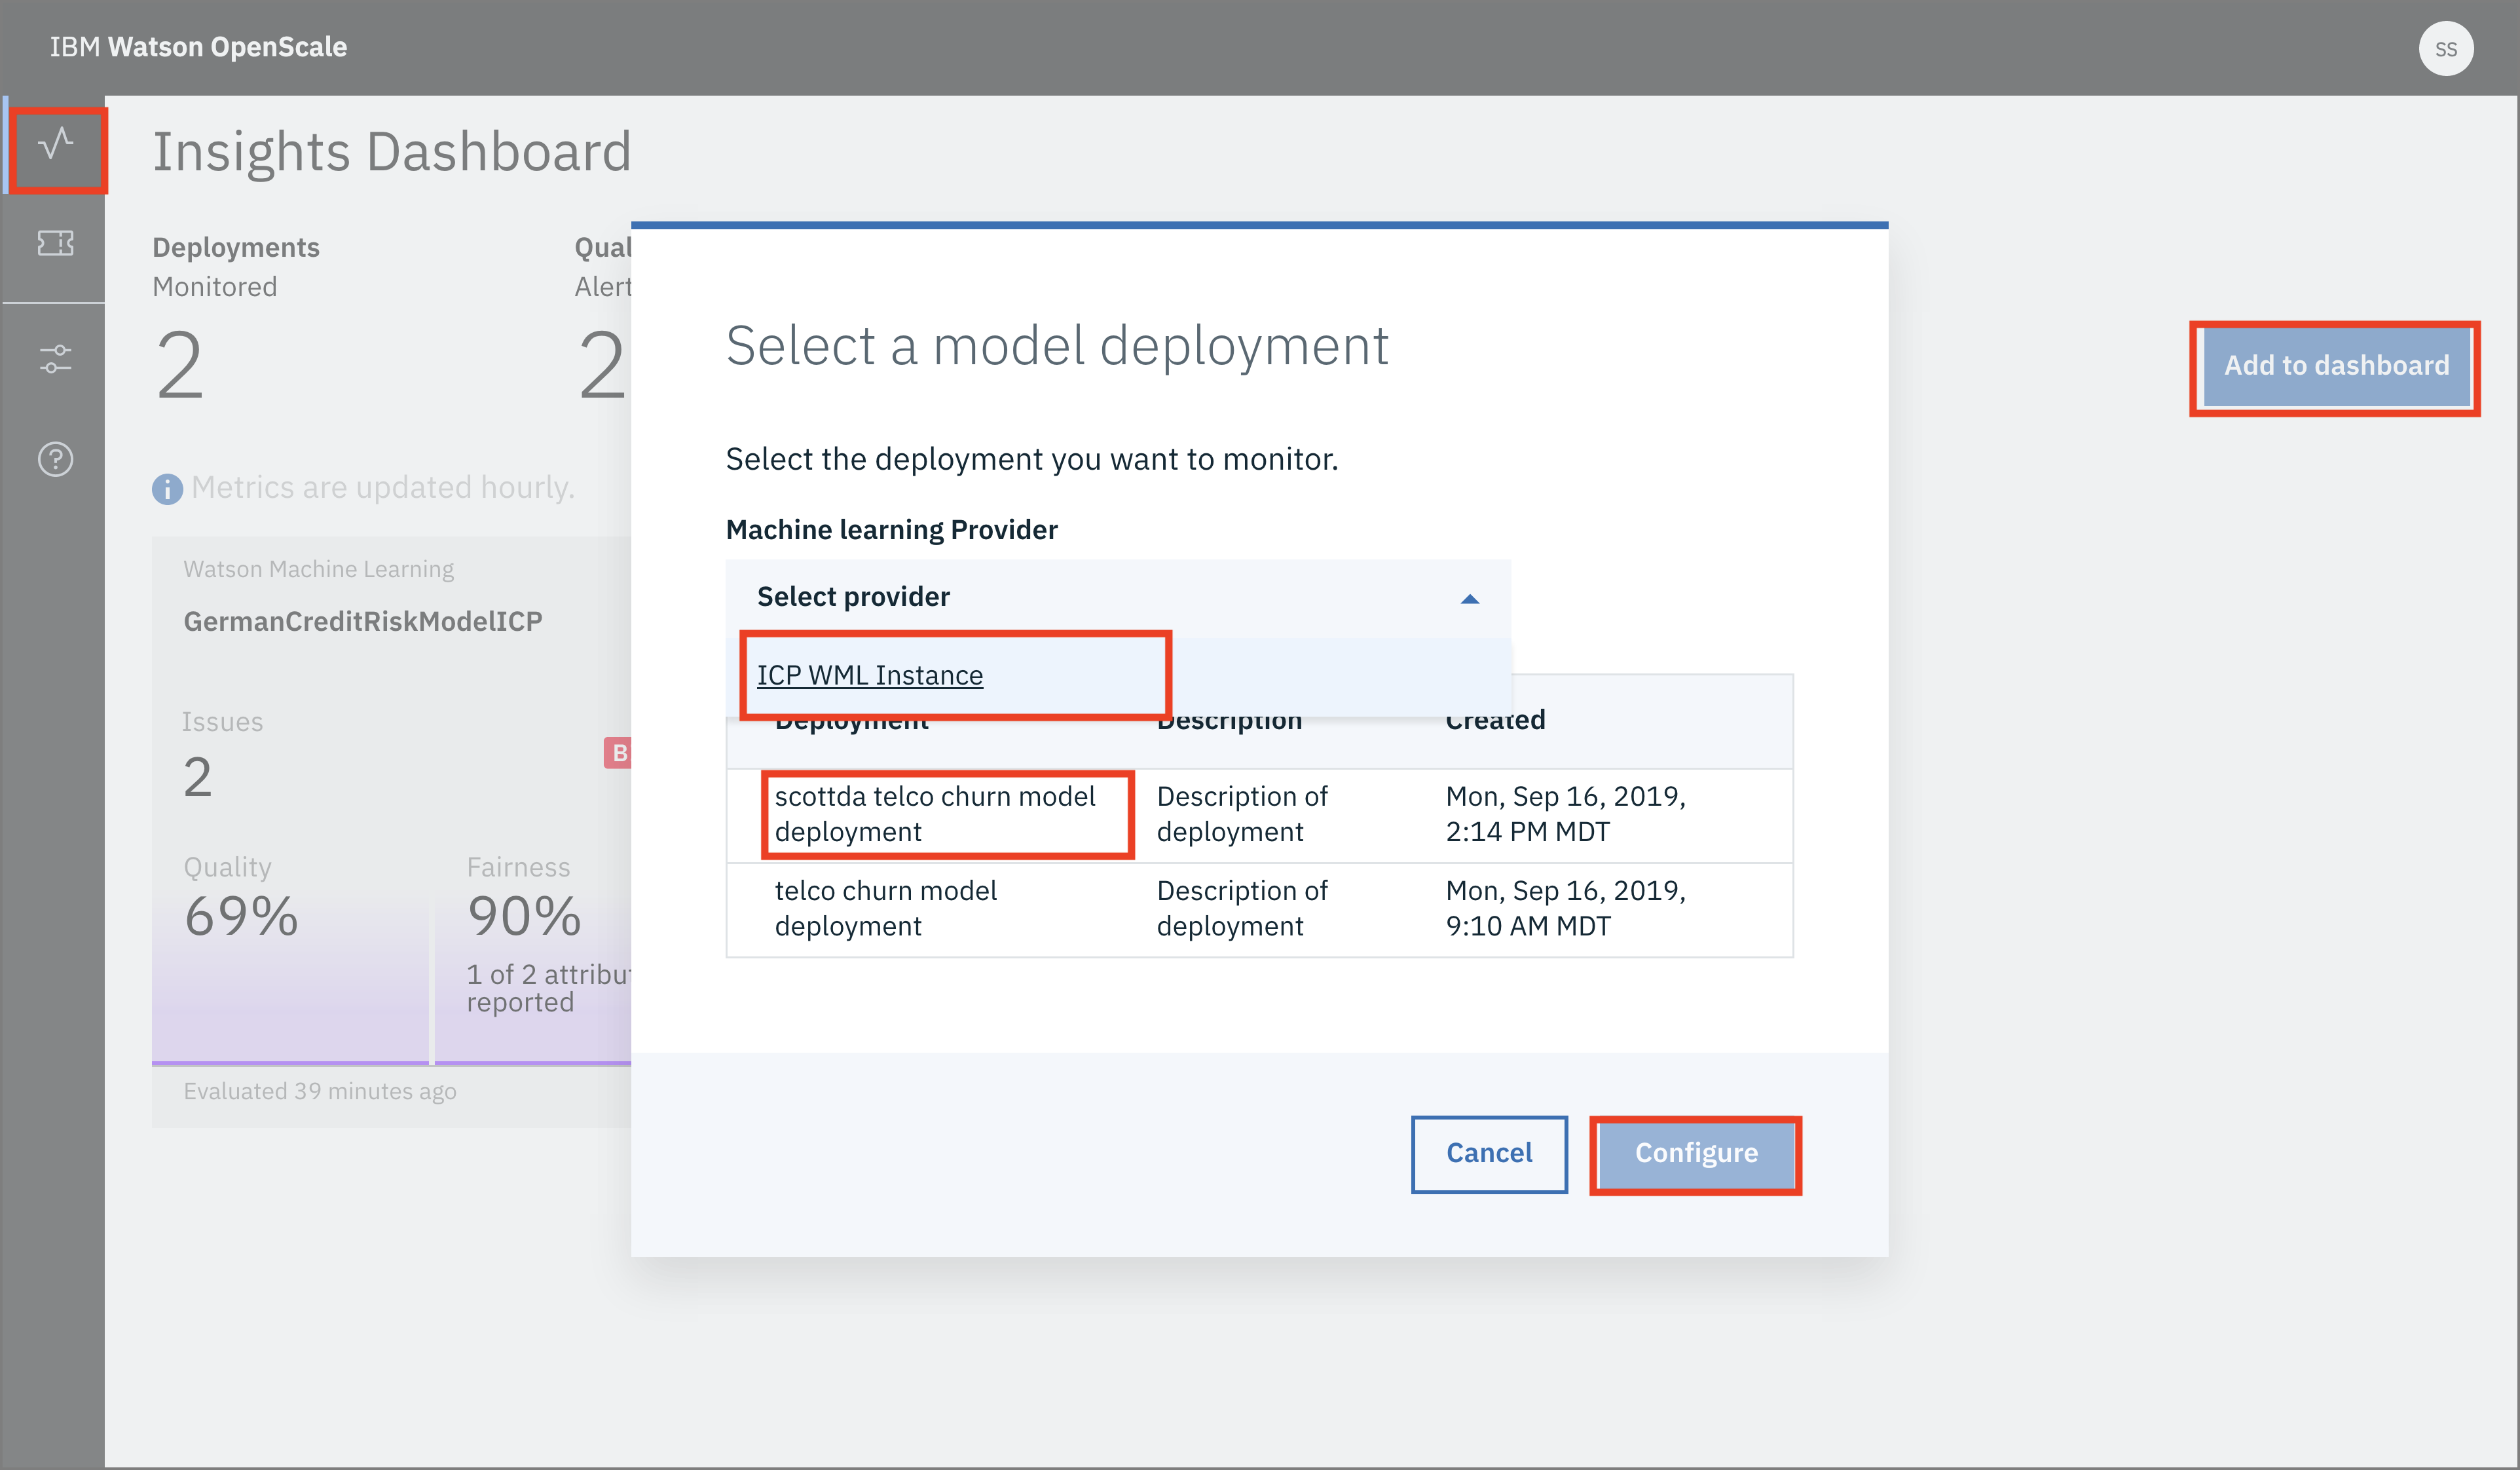 IBM Watson OpenScale
SS
Insights Dashboard
Deployments
Monitored
2
Qual
Alert
2
Add to dashboard
Metrics are updated hourly.
Watson Machine Learning
GermanCreditRiskModelICP
Issues
2
B
Quality
69%
Fairness
90%
1 of 2 attribut
reported
Evaluated 39 minutes ago
Select a model deployment
Select the deployment you want to monitor.
Machine learning Provider
Select provider
ICP WML Instance
Deployment Description Created
scottda telco churn model
deployment
Description of
deployment
Mon, Sep 16, 2019,
2:14 PM MDT
telco churn model
deployment
Description of
deployment
Mon, Sep 16, 2019,
9:10 AM MDT
Cancel
Configure